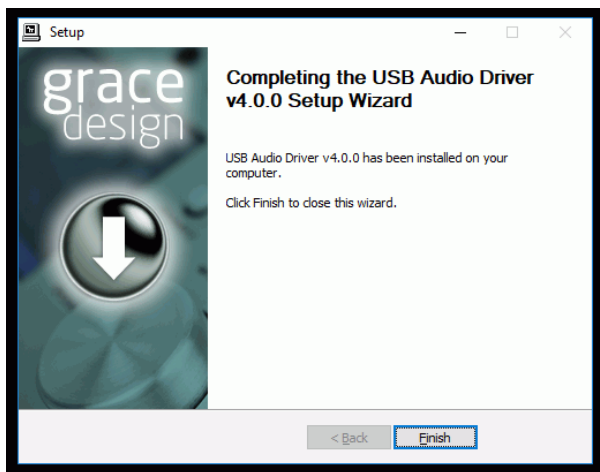 Setup
grace
design
Completing the USB Audio Driver
v4.0.0 Setup Wizard
USB Audio Driver v4.0.0 has been installed on your
computer.
Click Finish to close this wizard.
< Back
Finish